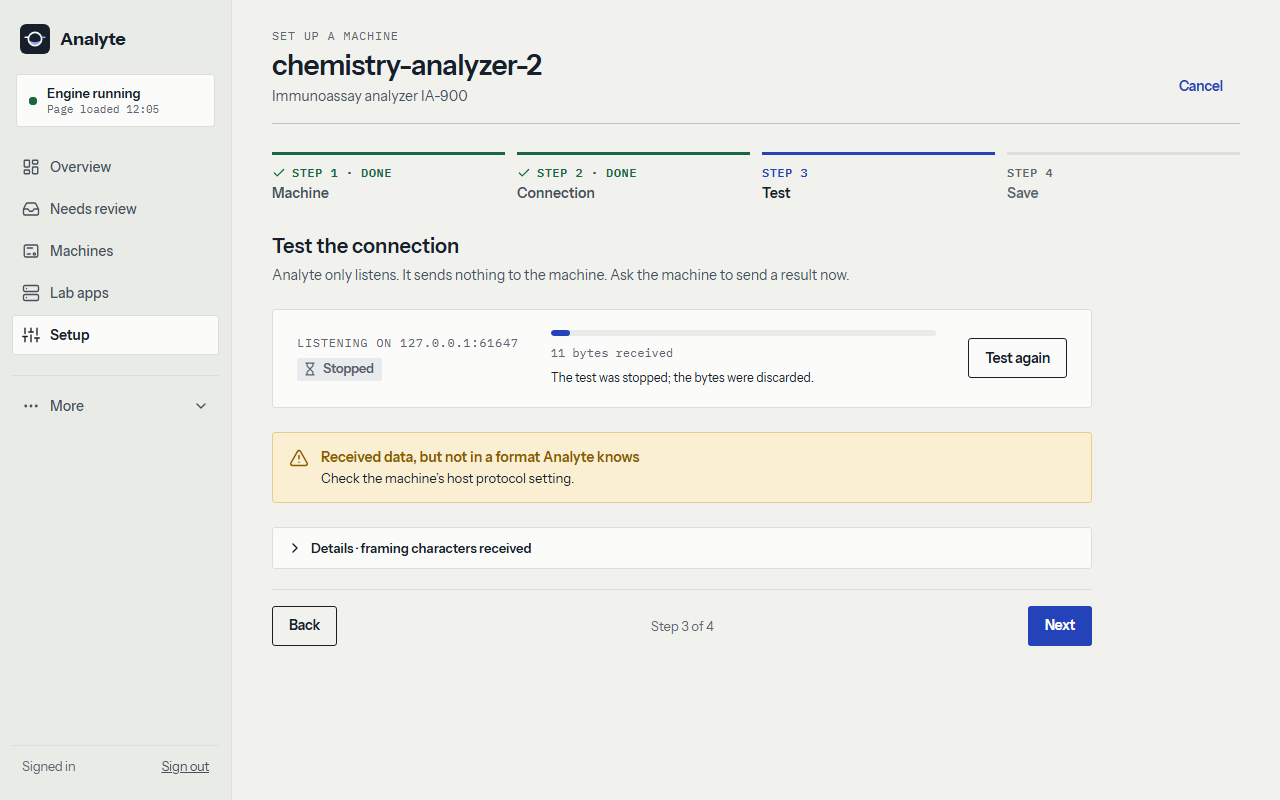 Analyte
Engine running
Page loaded 12:05
Overview
Needs review
Machines
Lab apps
Setup
More
Signed in
Sign out
SET UP A MACHINE
chemistry-analyzer-2
Immunoassay analyzer IA-900
Cancel
STEP 1 · DONE
Machine
STEP 2 · DONE
Connection
STEP 3
Test
STEP 4
Save
Test the connection
Analyte only listens. It sends nothing to the machine. Ask the machine to send a result now.
LISTENING ON 127.0.0.1:61647
Stopped
11 bytes received
The test was stopped; the bytes were discarded.
Test again
Received data, but not in a format Analyte knows
Check the machine's host protocol setting.
Details · framing characters received
Back
Step 3 of 4
Next